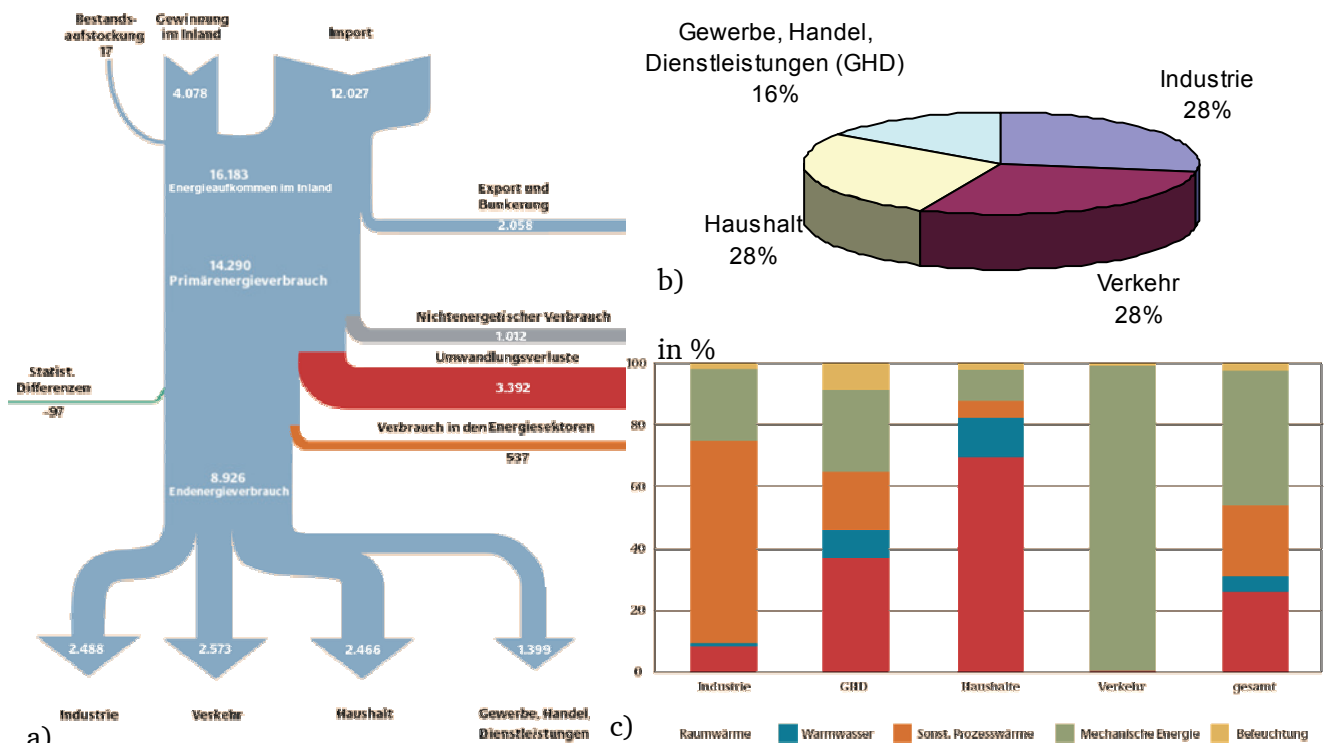 Bestands-
aufstockung
17
Gewinnung
im Inland
Import
4.078
12.027
16.183
Energieaufkommen im Inland
Export und
Bunkerung
2.058
14.290
Primärenergieverbrauch
Nichtenergetischer Verbrauch
1.012
Umwandlungsverluste
3.392
Statist.
Differenzen
-97
Verbrauch in den Energiesektoren
537
8.926
Endenergieverbrauch
2.488
2.573
2.466
1.399
Industrie
Verkehr
Haushalt
Gewerbe, Handel,
Dienstleistungen
a)
Gewerbe, Handel,
Dienstleistungen (GHD)
16%
Industrie
28%
Haushalt
28%
Verkehr
28%
b)
in %
100
80
60
40
20
0
Industrie
GHD
Haushalte
Verkehr
gesamt
c)
Raumwärme
Warmwasser
Sonst. Prozesswärme
Mechanische Energie
Beleuchtung